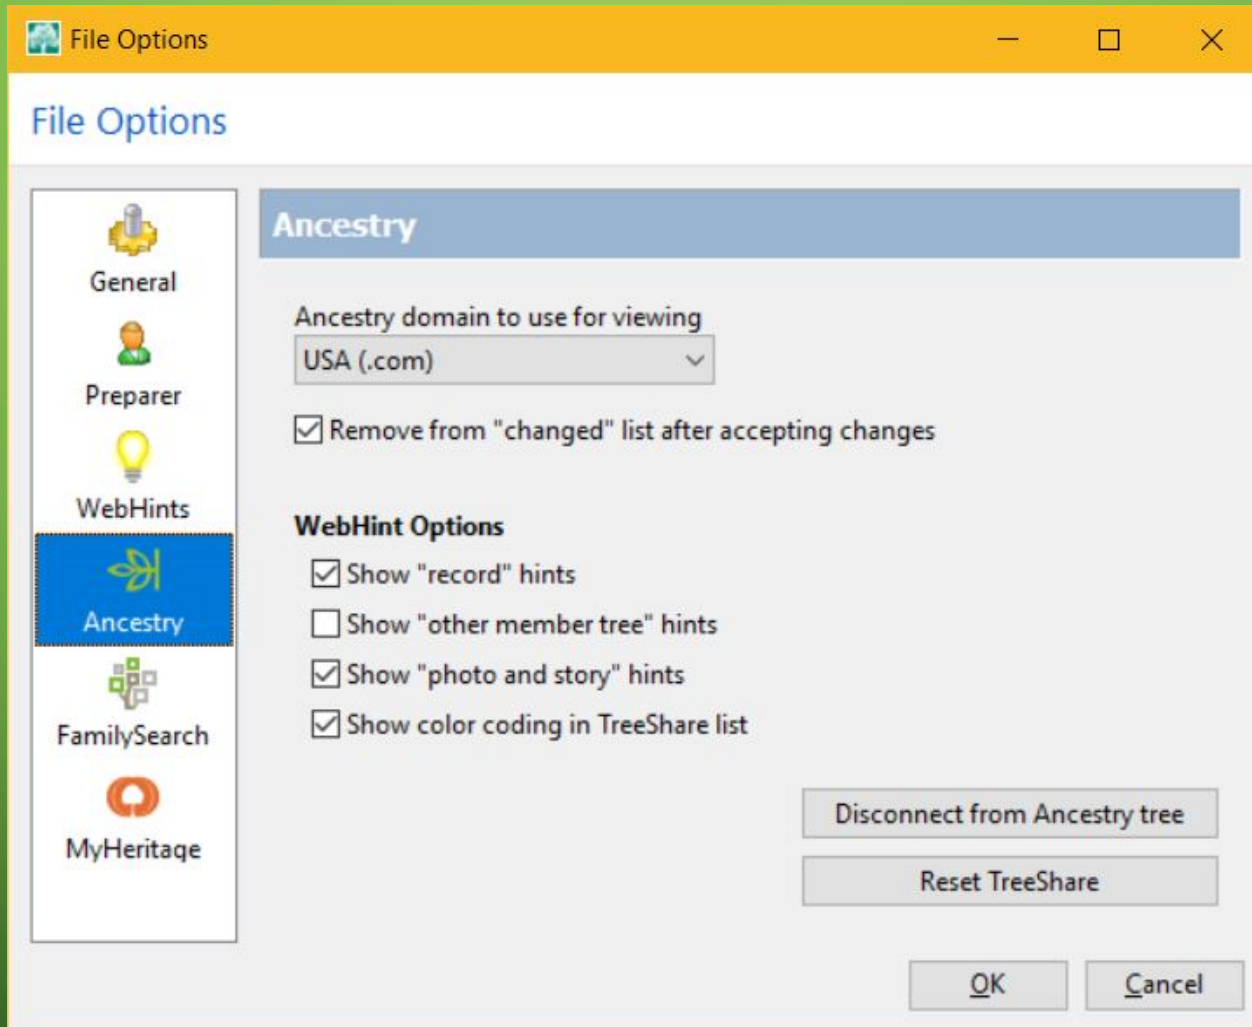 File Options
File Options
General
Preparer
WebHints
Ancestry
FamilySearch
MyHeritage
Ancestry
Ancestry domain to use for viewing
USA (.com)
Remove from "changed" list after accepting changes
WebHint Options
Show "record" hints
Show "other member tree" hints
Show "photo and story" hints
Show color coding in TreeShare list
Disconnect from Ancestry tree
Reset TreeShare
OK
Cancel